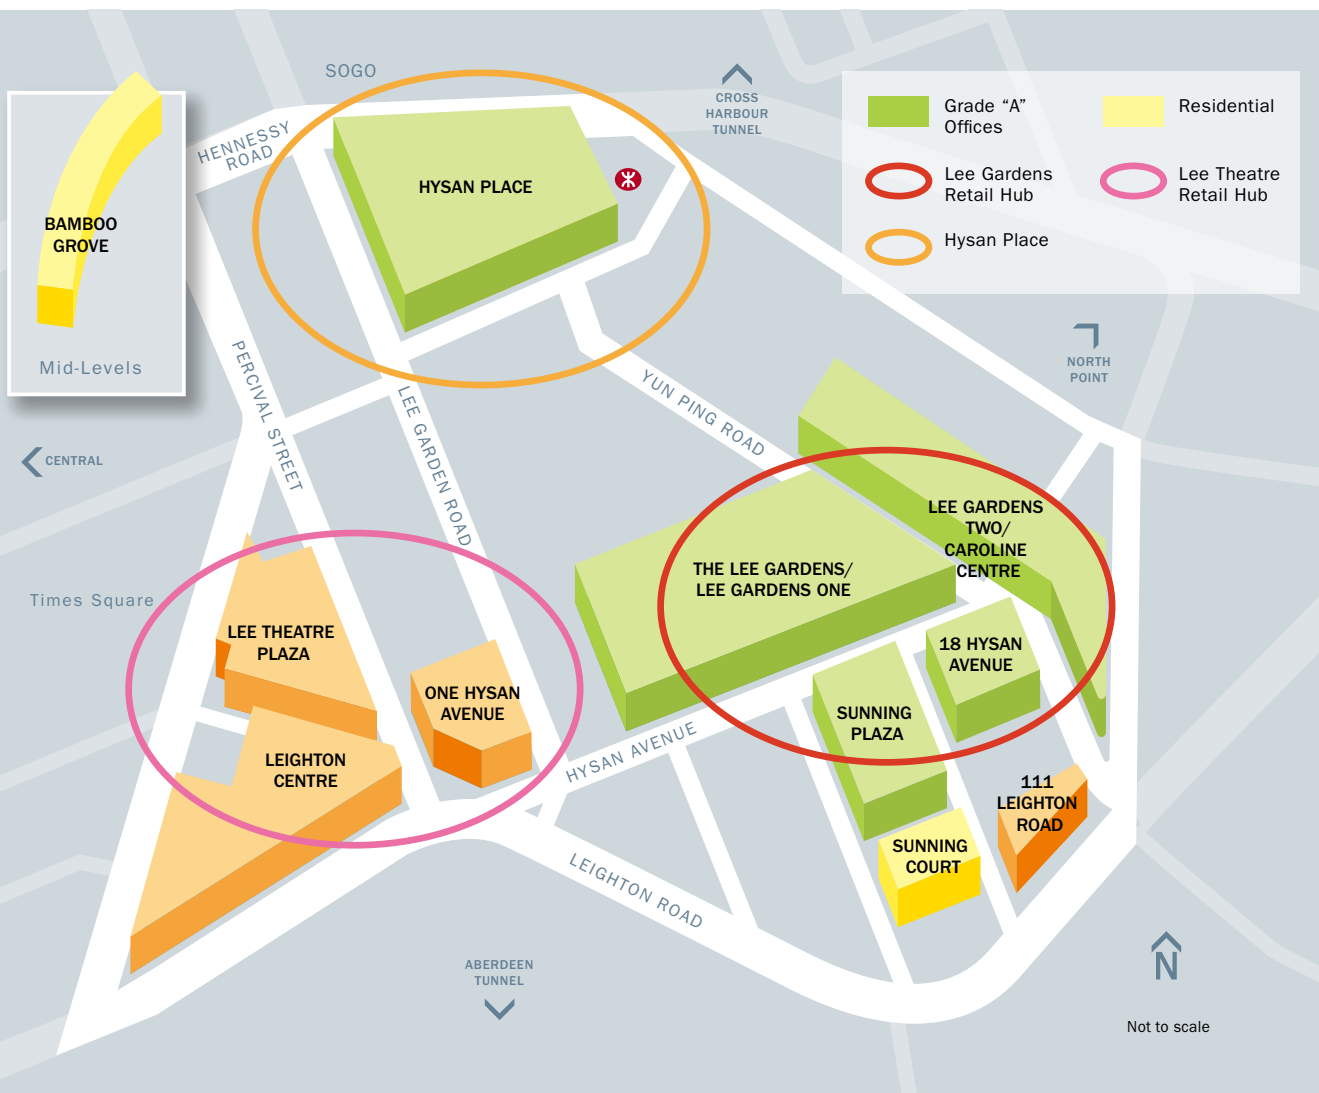 SOGO
CROSS
HARBOUR
TUNNEL
Grade “A”
Offices
Residential
Lee Gardens
Retail Hub
Lee Theatre
Retail Hub
Hysan Place
HENNESSY
ROAD
HYSAN PLACE
BAMBOO
GROVE
Mid-Levels
NORTH
POINT
PERCIVAL STREET
LEE GARDEN ROAD
YUN PING ROAD
CENTRAL
LEE GARDENS
TWO/
CAROLINE
CENTRE
THE LEE GARDENS/
LEE GARDENS ONE
Times Square
LEE THEATRE
PLAZA
18 HYSAN
AVENUE
ONE HYSAN
AVENUE
SUNNING
PLAZA
HYSAN AVENUE
LEIGHTON
CENTRE
111
LEIGHTON
ROAD
SUNNING
COURT
LEIGHTON ROAD
ABERDEEN
TUNNEL
N
Not to scale